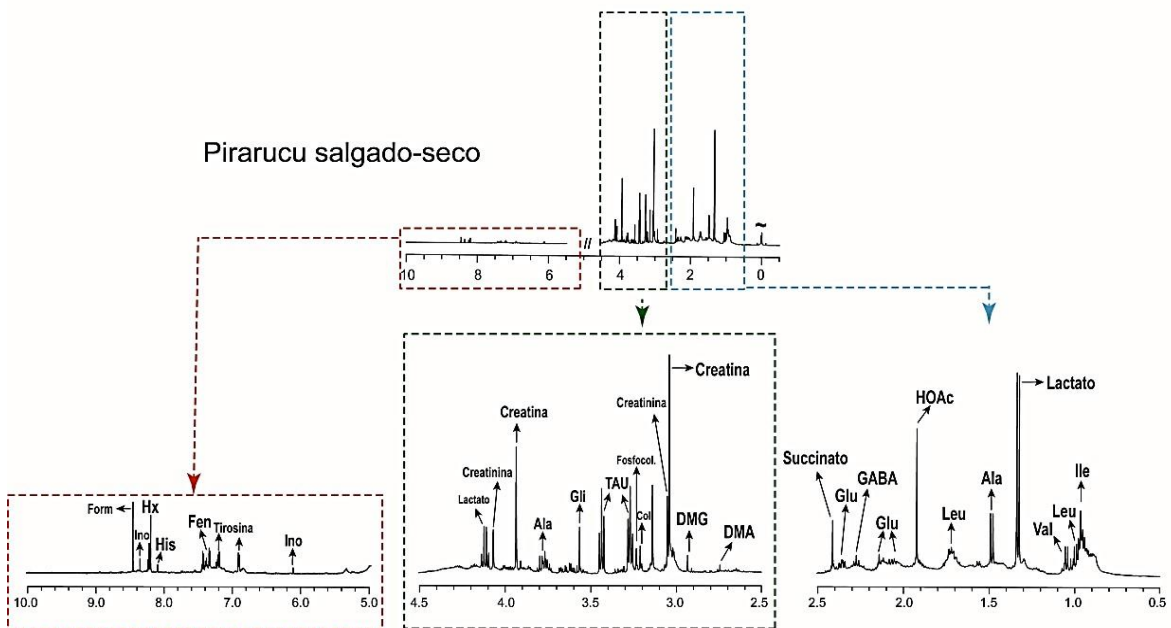 Pirarucu salgado-seco
//
~
10 8 6 4 2 0
Creatina
Creatina
Creatinina
Creatinina
Lactato
Ala
Gli
TAU
Fosfocol.
Col
DMG
DMA
4.5 4.0 3.5 3.0 2.5
HOAc
Lactato
Succinato
Glu
GABA
Glu
Leu
Ala
Val
Leu
Ile
2.5 2.0 1.5 1.0 0.5
Form
Ino
Hx
His
Fen
Tirosina
Ino
10.0 9.0 8.0 7.0 6.0 5.0